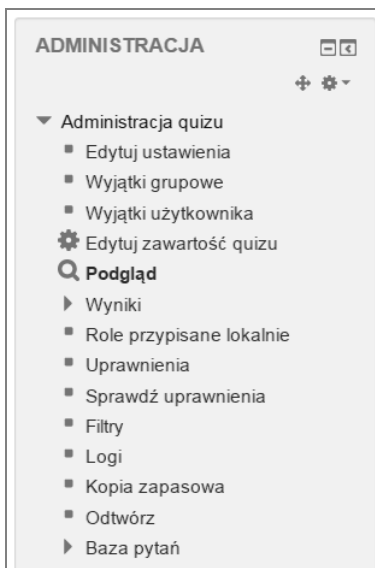 ADMINISTRACJA
Administracja quizu
Edytuj ustawienia
Wyjątki grupowe
Wyjątki użytkownika
Edytuj zawartość quizu
Podgląd
Wyniki
Role przypisane lokalnie
Uprawnienia
Sprawdź uprawnienia
Filtry
Logi
Kopia zapasowa
Odtwórz
Baza pytań